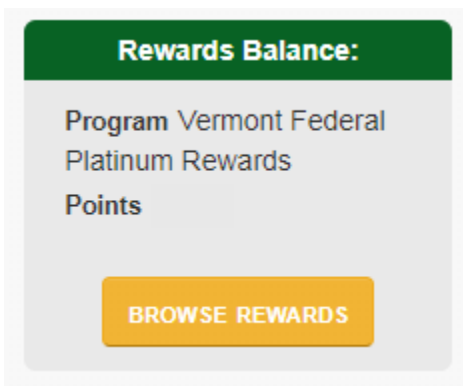 Rewards Balance:
Program Vermont Federal
Platinum Rewards
Points
BROWSE REWARDS